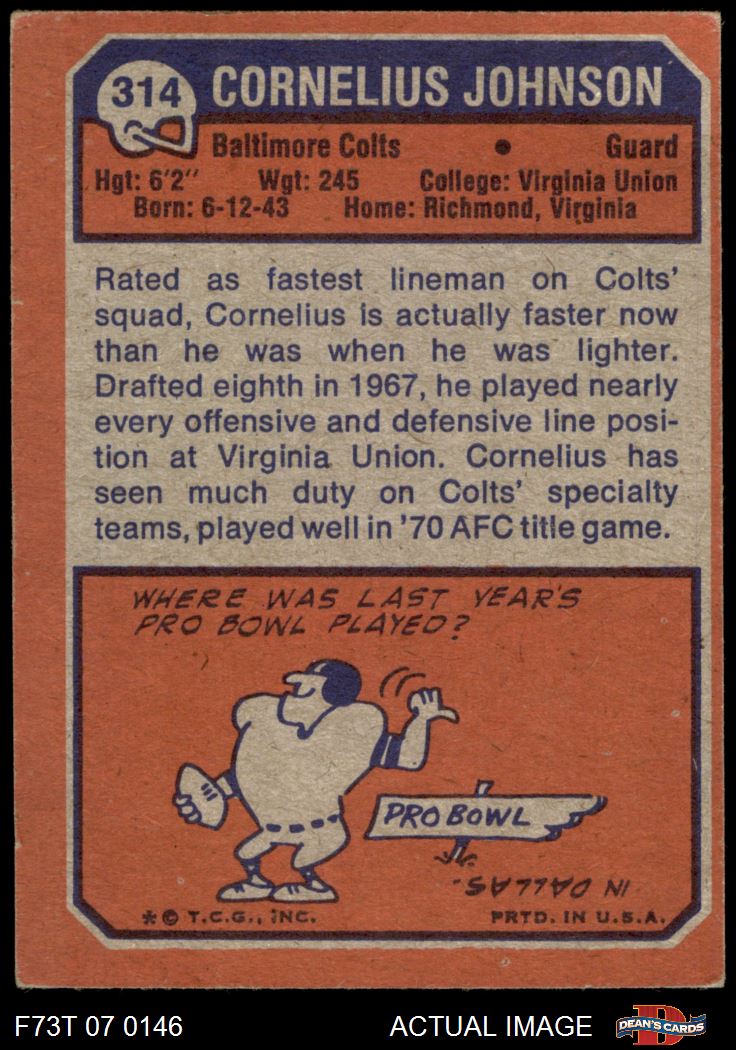 314 CORNELIUS JOHNSON
Baltimore Colts • Guard
Hgt: 6'2" Wgt: 245 College: Virginia Union
Born: 6-12-43 Home: Richmond, Virginia
Rated as fastest lineman on Colts'
squad, Cornelius is actually faster now
than he was when he was lighter.
Drafted eighth in 1967, he played nearly
every offensive and defensive line posi-
tion at Virginia Union. Cornelius has
seen much duty on Colts' specialty
teams, played well in '70 AFC title game.
WHERE WAS LAST YEAR'S
PRO BOWL PLAYED?
PRO BOWL
IN DALLAS.
* © T.C.G., INC. PRTD. IN U.S.A.
F73T 07 0146 ACTUAL IMAGE D
DEAN'S CARDS